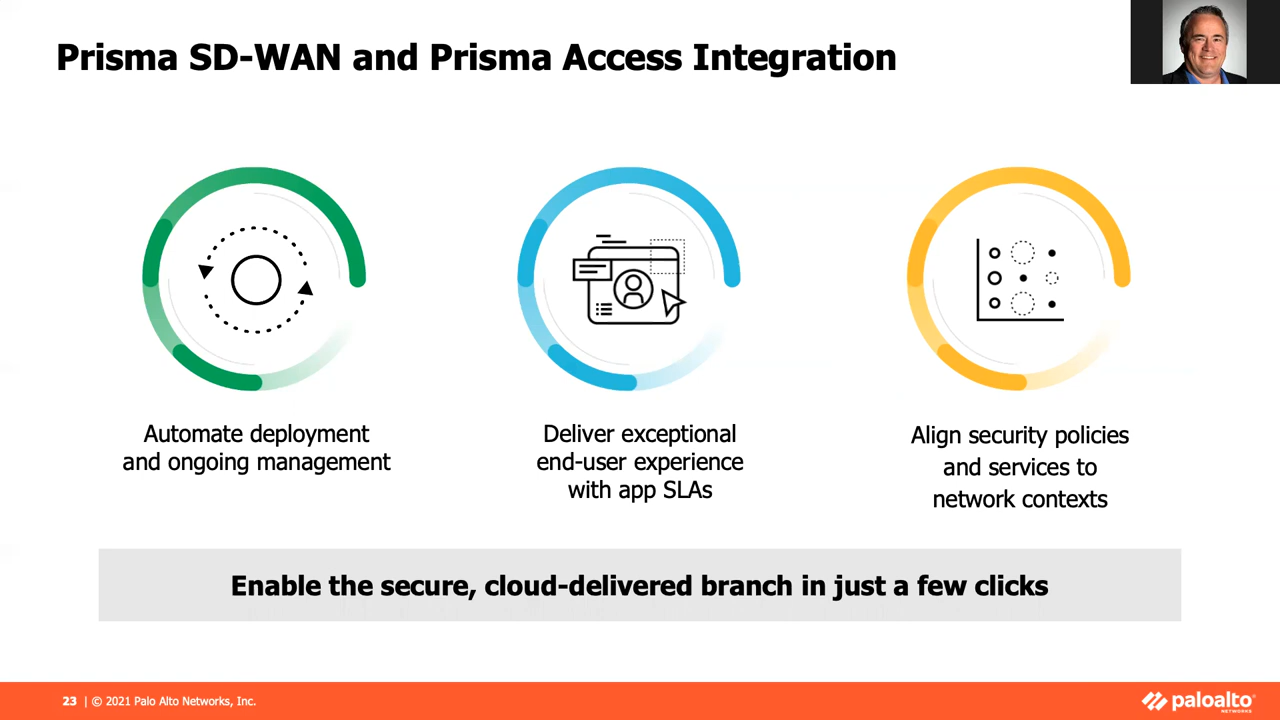 Prisma SD-WAN and Prisma Access Integration
Automate deployment
and ongoing management
Deliver exceptional
end-user experience
with app SLAs
Align security policies
and services to
network contexts
Enable the secure, cloud-delivered branch in just a few clicks
23 | © 2021 Palo Alto Networks, Inc.
paloalto
NETWORKS